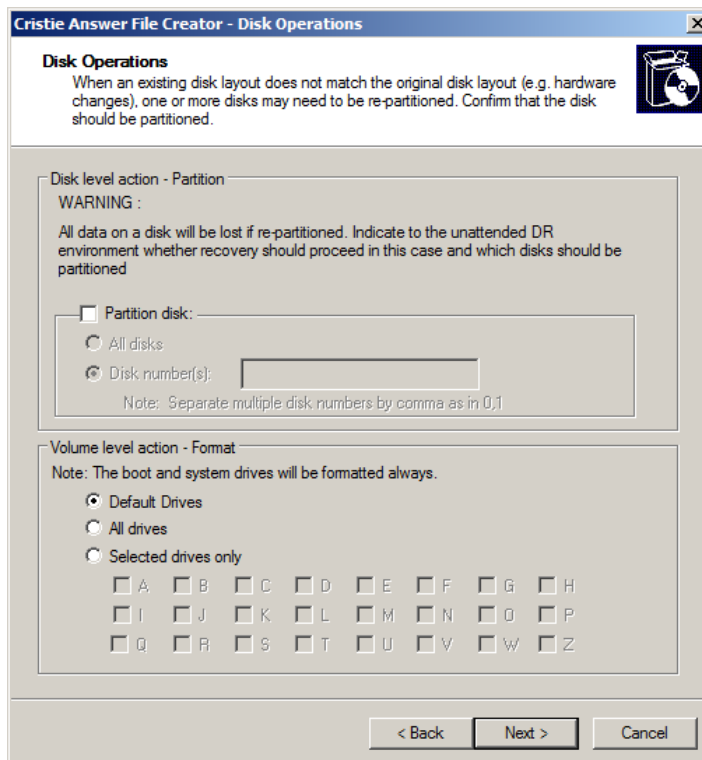 Cristie Answer File Creator - Disk Operations
Disk Operations
When an existing disk layout does not match the original disk layout (e.g. hardware
changes), one or more disks may need to be re-partitioned. Confirm that the disk
should be partitioned.
Disk level action - Partition
WARNING :
All data on a disk will be lost if re-partitioned. Indicate to the unattended DR
environment whether recovery should proceed in this case and which disks should be
partitioned
Partition disk:
All disks
Disk number(s):
Note: Separate multiple disk numbers by comma as in 0,1
Volume level action - Format
Note: The boot and system drives will be formatted always.
Default Drives
All drives
Selected drives only
A B C D E F G H
I J K L M N O P
Q R S T U V W Z
< Back Next > Cancel